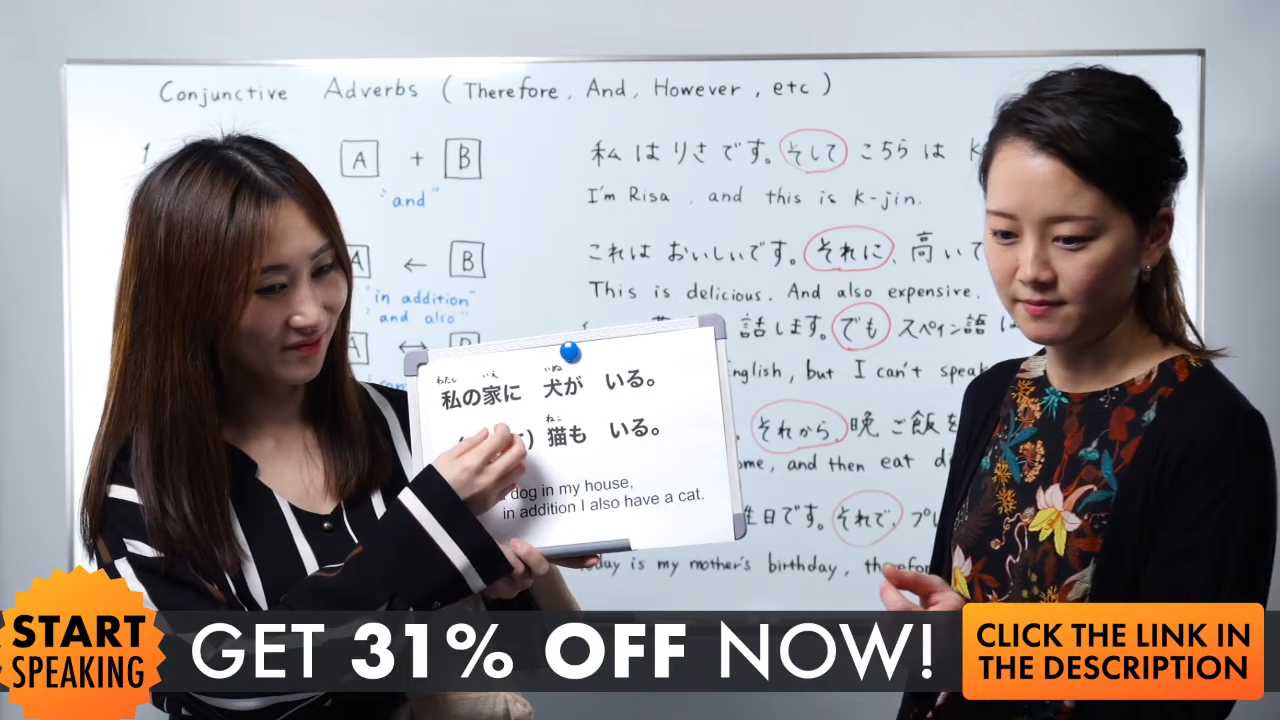 Conjunctive Adverbs (Therefore, And, However, etc)
A + B
"and"
私はりさです。そして こちらは K
I'm Risa, and this is K-jin.
A ← B
"in addition"
"and also"
これは おいしいです。それに、高いで
This is delicious. And also expensive.
A ↔
話します。でも スペイン語
English, but I can't speak
それから、晩ご飯を
ome, and then eat
生日です。それで、プレ
day is my mother's birthday, therefor
わたし いえ いぬ
私の家に 犬が いる。
ねこ
) 猫も いる。
dog in my house,
in addition I also have a cat.
START
SPEAKING
GET 31% OFF NOW!
CLICK THE LINK IN
THE DESCRIPTION